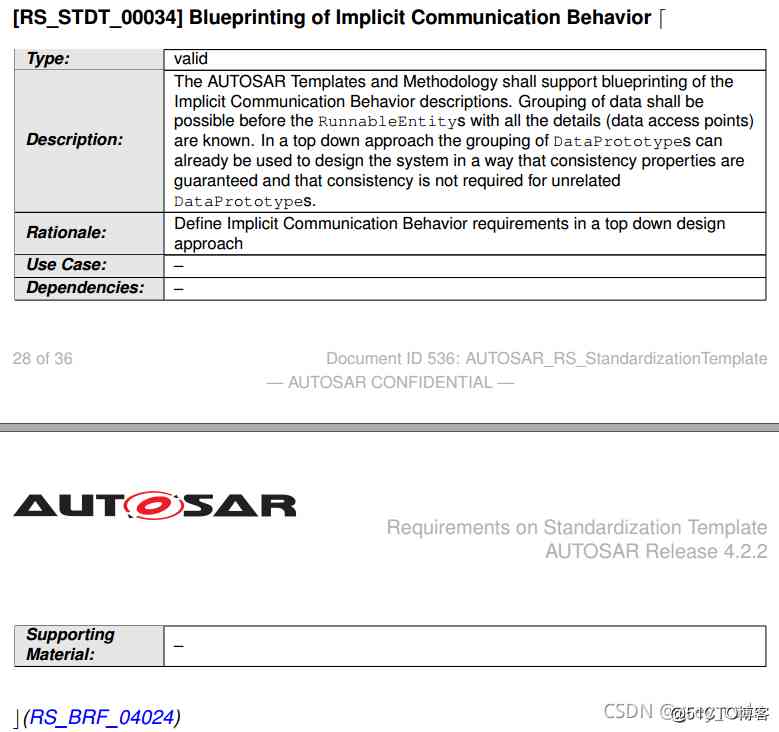 [RS_STDT_00034] Blueprinting of Implicit Communication Behavior ⌈
Type: valid
Description: The AUTOSAR Templates and Methodology shall support blueprinting of the
Implicit Communication Behavior descriptions. Grouping of data shall be
possible before the RunnableEntitys with all the details (data access points)
are known. In a top down approach the grouping of DataPrototypes can
already be used to design the system in a way that consistency properties are
guaranteed and that consistency is not required for unrelated
DataPrototypes.
Rationale: Define Implicit Communication Behavior requirements in a top down design
approach
Use Case: –
Dependencies: –
28 of 36 Document ID 536: AUTOSAR_RS_StandardizationTemplate
— AUTOSAR CONFIDENTIAL —
AUTOSAR
Requirements on Standardization Template
AUTOSAR Release 4.2.2
Supporting
Material: –
⌋(RS_BRF_04024)
CSDN @51CTO博客